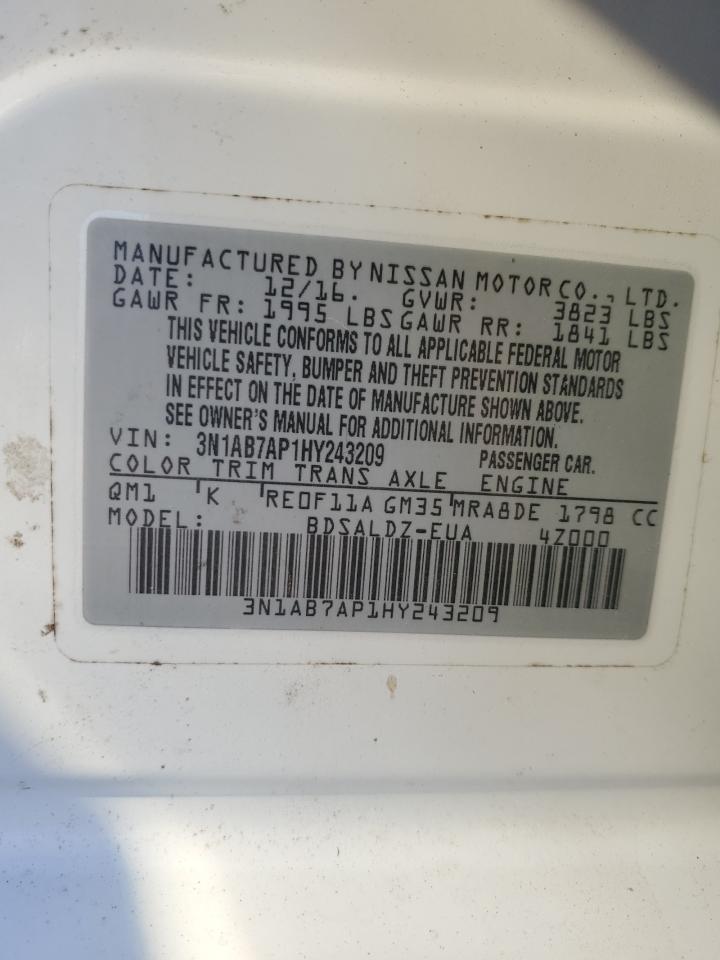 MANUFACTURED BY NISSAN MOTOR CO., LTD.
DATE: 12/16. GVWR: 3823 LBS
GAWR FR: 1995 LBS GAWR RR: 1841 LBS
THIS VEHICLE CONFORMS TO ALL APPLICABLE FEDERAL MOTOR
VEHICLE SAFETY, BUMPER AND THEFT PREVENTION STANDARDS
IN EFFECT ON THE DATE OF MANUFACTURE SHOWN ABOVE.
SEE OWNER'S MANUAL FOR ADDITIONAL INFORMATION.
VIN: 3N1AB7AP1HY243209 PASSENGER CAR.
COLOR TRIM TRANS AXLE ENGINE
QM1 K RE0F11A GM35 MRA8DE 1798 CC
MODEL: BDSALDZ-EUA 4Z000
3N1AB7AP1HY243209